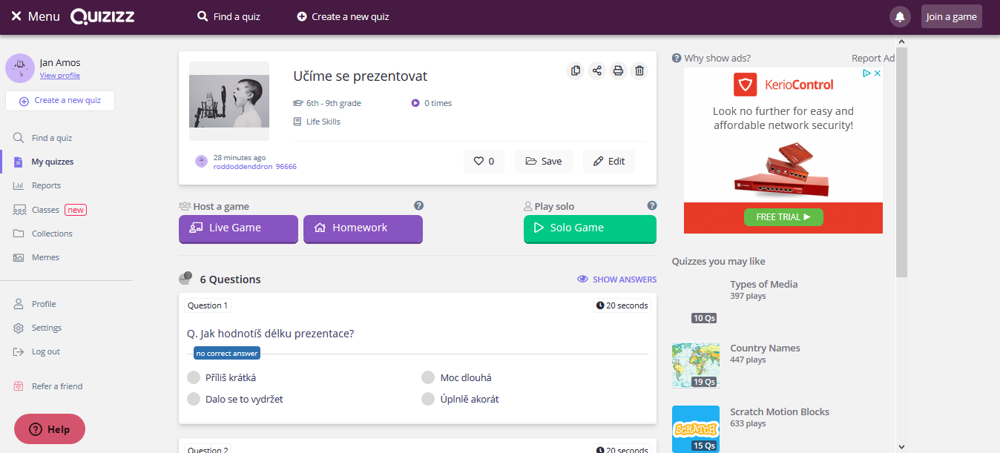 Menu QUIZIZZ Find a quiz Create a new quiz Join a game
Jan Amos
View profile
Create a new quiz
Find a quiz
My quizzes
Reports
Classes new
Collections
Memes
Profile
Settings
Log out
Refer a friend
Help
Učíme se prezentovat
6th - 9th grade 0 times
Life Skills
28 minutes ago
roddoddenddron_96666
0 Save Edit
Host a game
Play solo
Live Game Homework Solo Game
6 Questions SHOW ANSWERS
Question 1 20 seconds
Q. Jak hodnotíš délku prezentace?
no correct answer
Příliš krátká Moc dlouhá
Dalo se to vydržet Úplnlě akorát
Question 2 20 seconds
Why show ads? Report Ad
KerioControl
Look no further for easy and
affordable network security!
FREE TRIAL
Quizzes you may like
Types of Media
397 plays
10 Qs
Country Names
447 plays
19 Qs
Scratch Motion Blocks
633 plays
SCRATCH
15 Qs